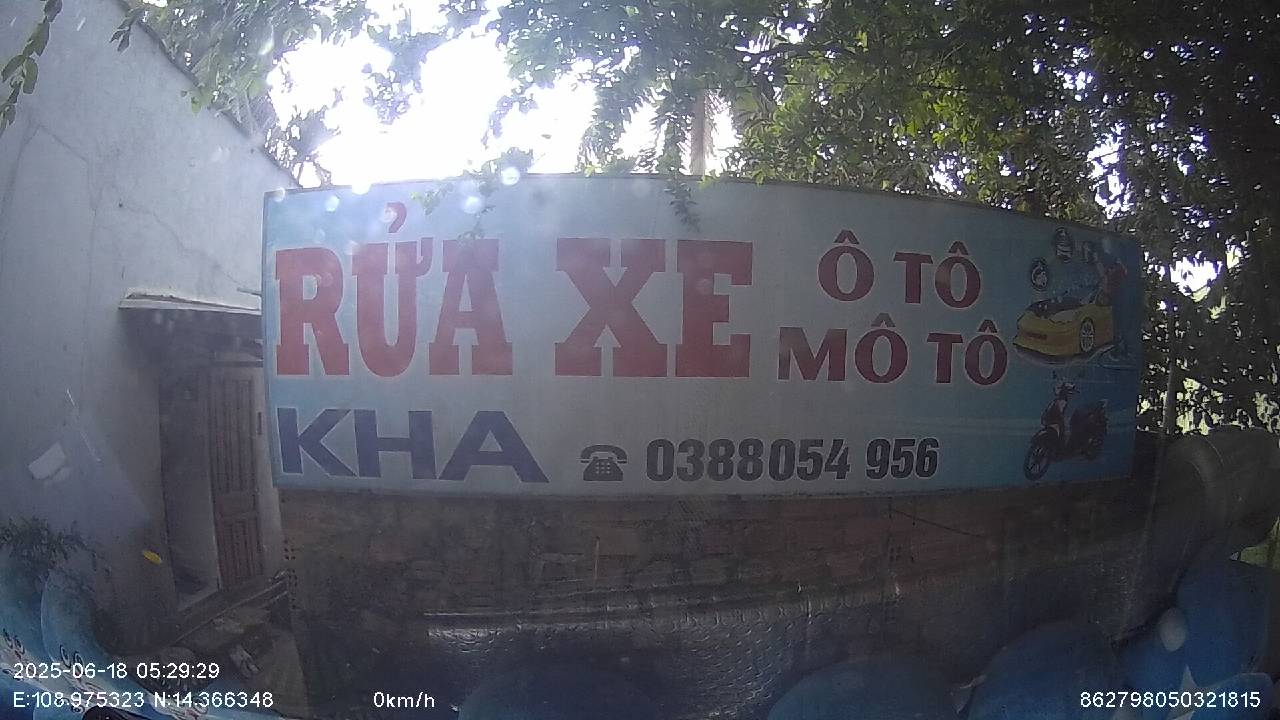 RỬA XE
Ô TÔ
MÔ TÔ
KHA
0388054 956
2025-06-18 05:29:29
E:108.975323 N:14.366348 0km/h 862798050321815